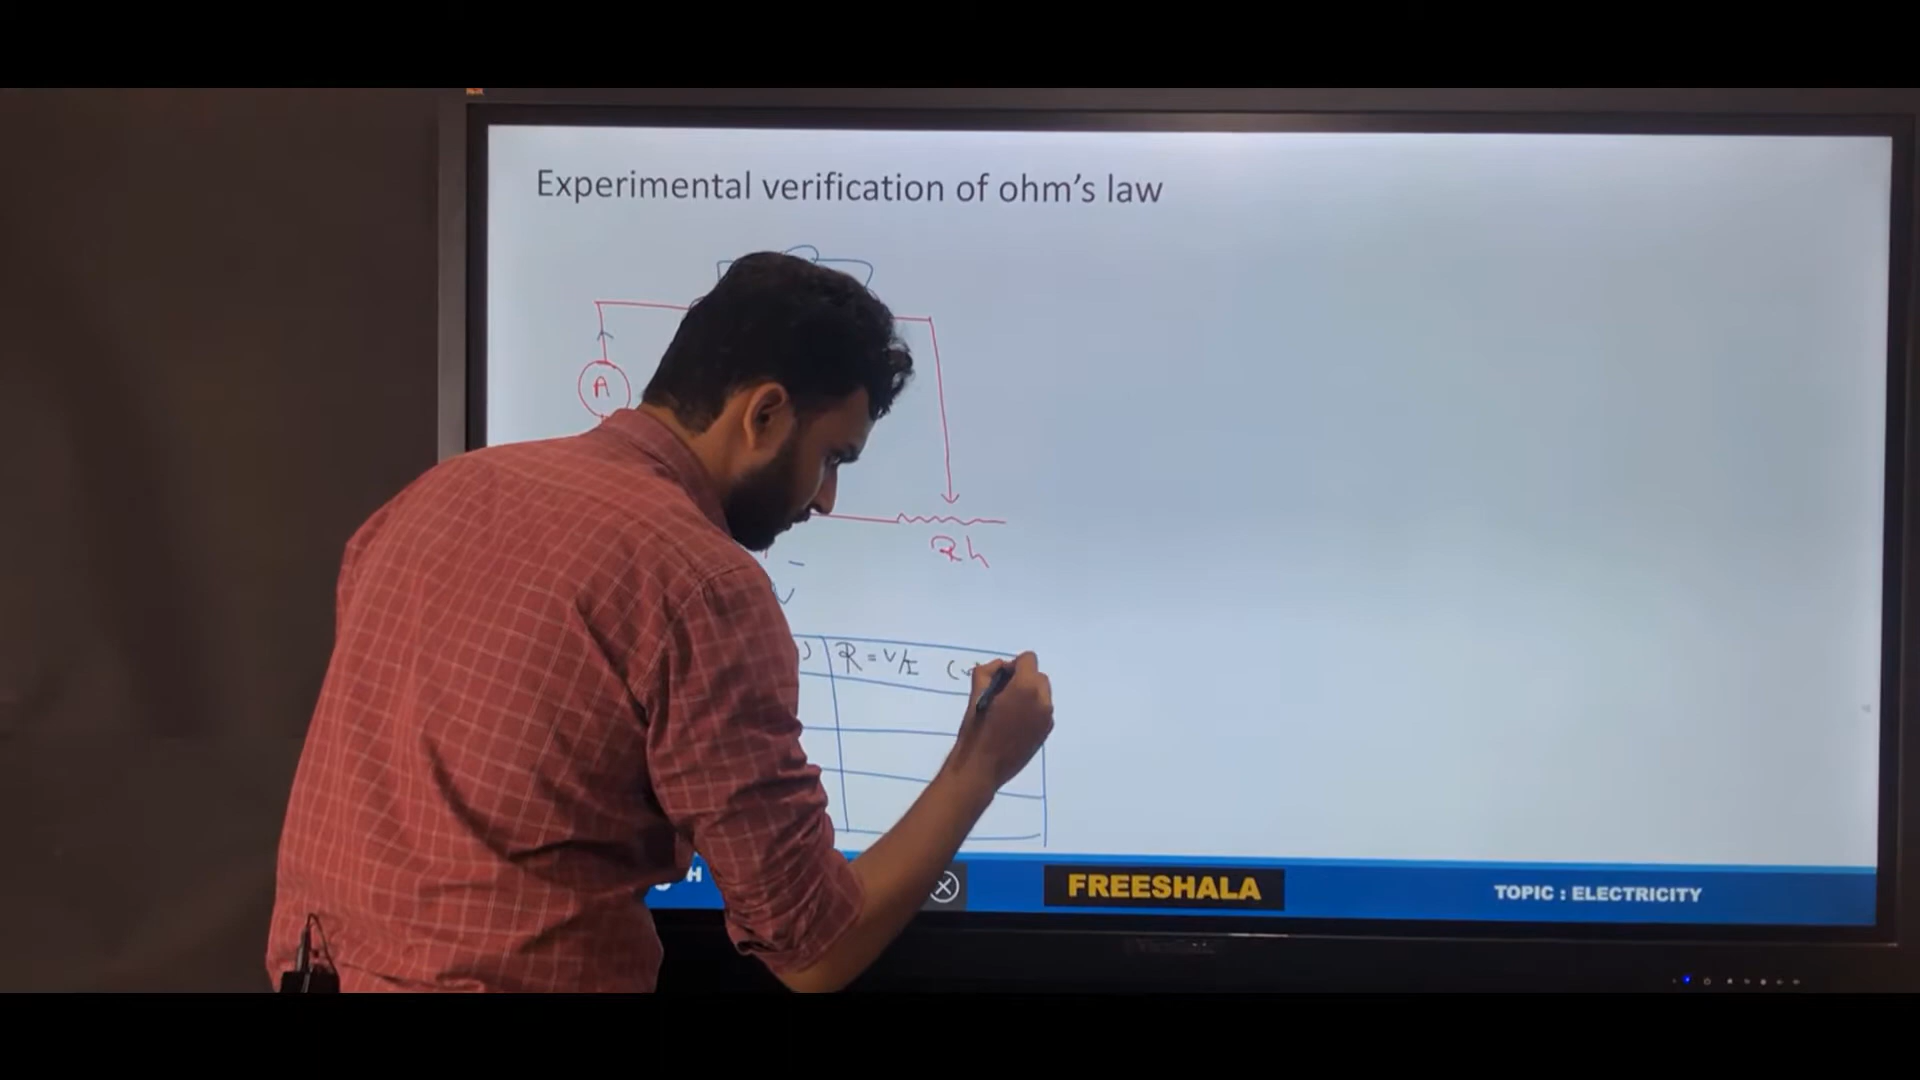 Experimental verification of ohm's law
A
Rh
R = V/I
FREESHALA
TOPIC : ELECTRICITY